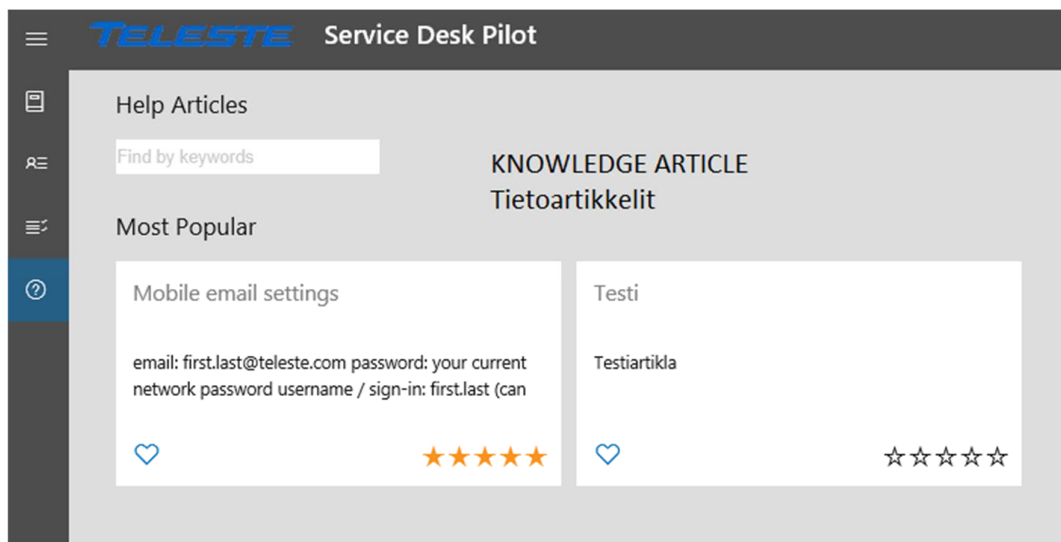 TELESTE Service Desk Pilot
Help Articles
Find by keywords
KNOWLEDGE ARTICLE
Tietoartikkelit
Most Popular
Mobile email settings
email: first.last@teleste.com password: your current
network password username / sign-in: first.last (can
Testi
Testiartikla